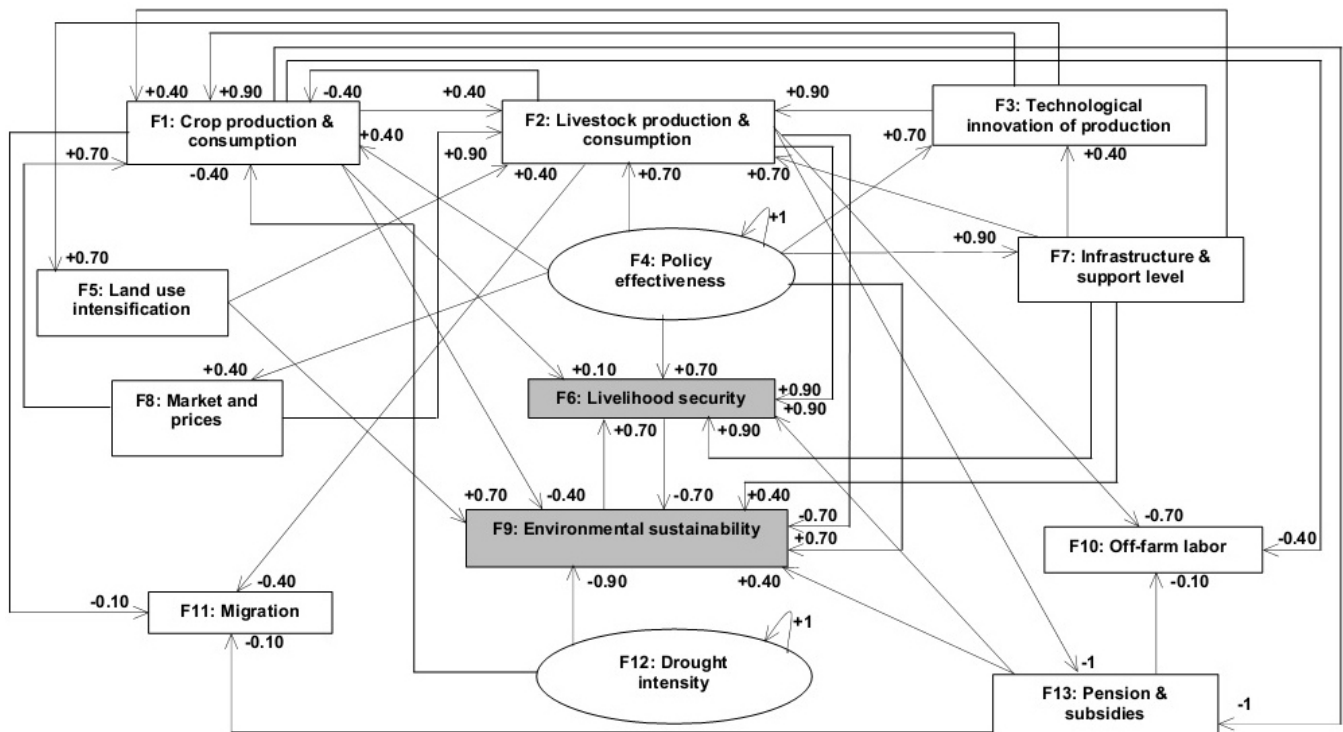 +0.40 +0.90 -0.40 +0.40 +0.90
F1: Crop production &
consumption
F2: Livestock production &
consumption
F3: Technological
innovation of production
+0.40
+0.70
+0.70
-0.40
+0.90
+0.40
+0.70
+0.70
+0.40
+1
+0.90
F4: Policy
effectiveness
F7: Infrastructure &
support level
+0.70
F5: Land use
intensification
+0.40
F8: Market and
prices
+0.10
+0.70
F6: Livelihood security
+0.90
+0.90
+0.70
+0.90
+0.70 -0.40 -0.70 +0.40
F9: Environmental sustainability
-0.70
+0.70
-0.70
F10: Off-farm labor
-0.40
-0.90
+0.40
-0.10
-0.40
-0.10
F11: Migration
-0.10
+1
F12: Drought
intensity
-1
F13: Pension &
subsidies
-1